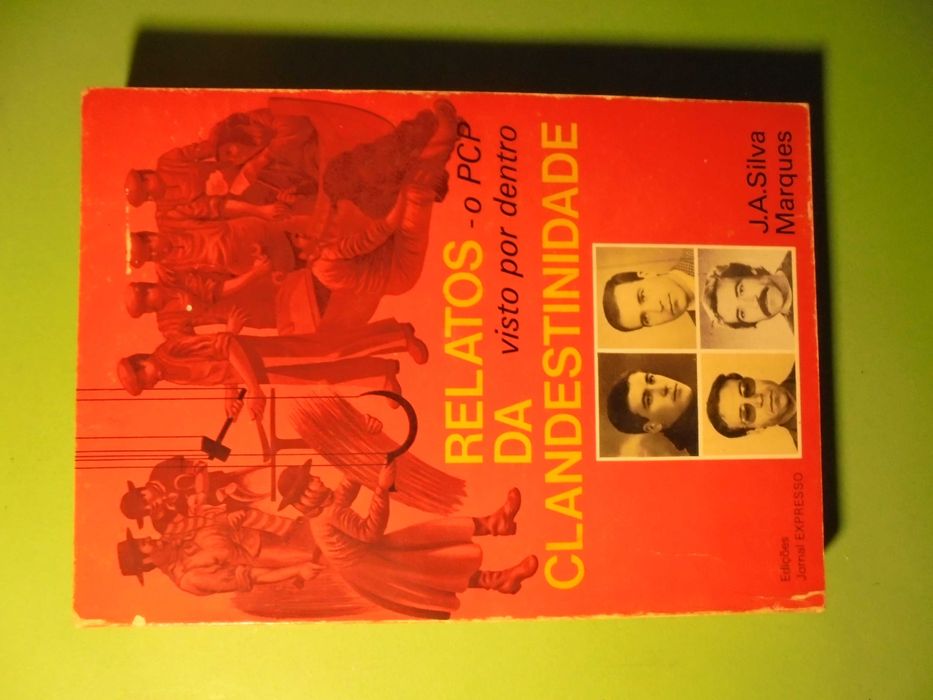 RELATOS - o PCP
DA visto por dentro
CLANDESTINIDADE
J.A.Silva
Marques
Edições
Jornal EXPRESSO